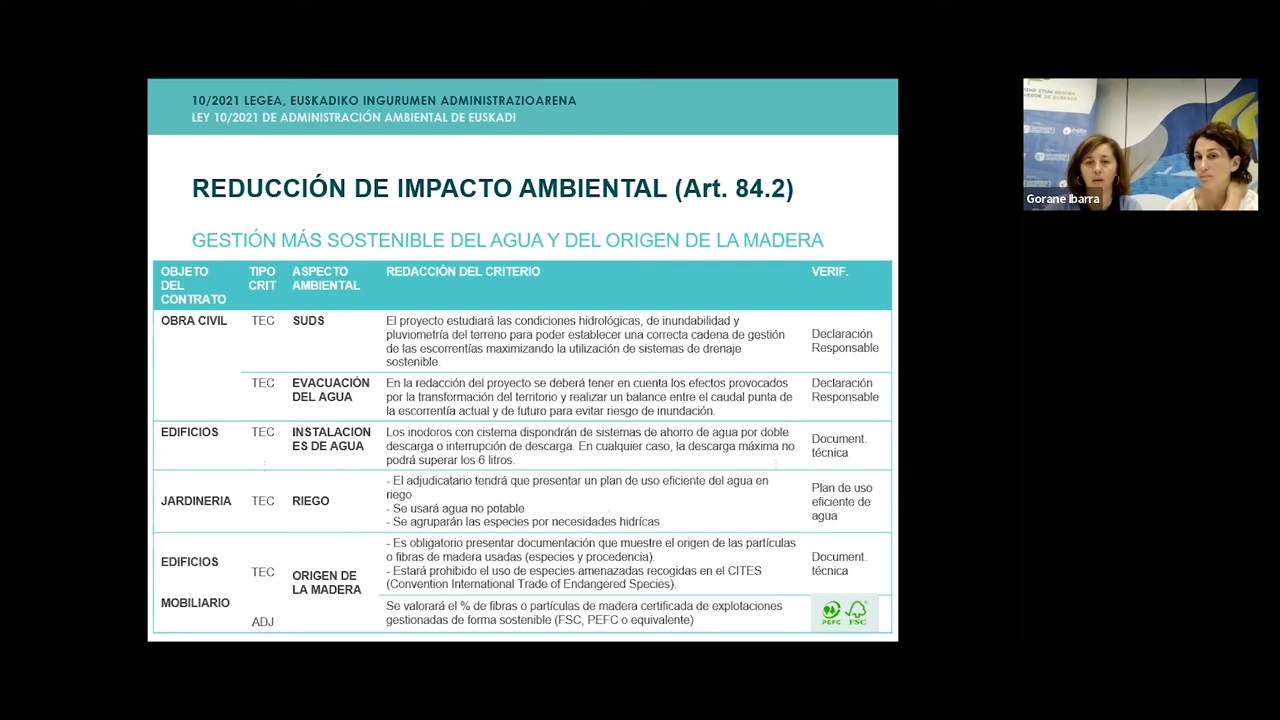 10/2021 LEGEA, EUSKADIKO INGURUMEN ADMINISTRAZIOARENA
LEY 10/2021 DE ADMINISTRACIÓN AMBIENTAL DE EUSKADI
REDUCCIÓN DE IMPACTO AMBIENTAL (Art. 84.2)
GESTIÓN MÁS SOSTENIBLE DEL AGUA Y DEL ORIGEN DE LA MADERA
OBJETO
DEL
CONTRATO
TIPO
CRIT
ASPECTO
AMBIENTAL
REDACCIÓN DEL CRITERIO
VERIF.
OBRA CIVIL
TEC
SUDS
El proyecto estudiará las condiciones hidrológicas, de inundabilidad y
pluviometría del terreno para poder establecer una correcta cadena de gestión
de las escorrentías maximizando la utilización de sistemas de drenaje
sostenible.
Declaración
Responsable
TEC
EVACUACIÓN
DEL AGUA
En la redacción del proyecto se deberá tener en cuenta los efectos provocados
por la transformación del territorio y realizar un balance entre el caudal punta de
la escorrentía actual y de futuro para evitar riesgo de inundación.
Declaración
Responsable
EDIFICIOS
TEC
INSTALACION
ES DE AGUA
Los inodoros con cisterna dispondrán de sistemas de ahorro de agua por doble
descarga o interrupción de descarga. En cualquier caso, la descarga máxima no
podrá superar los 6 litros.
Document.
técnica
JARDINERIA
TEC
RIEGO
- El adjudicatario tendrá que presentar un plan de uso eficiente del agua en
riego
- Se usará agua no potable
- Se agruparán las especies por necesidades hidrícas
Plan de uso
eficiente de
agua
EDIFICIOS
MOBILIARIO
TEC
ORIGEN DE
LA MADERA
- Es obligatorio presentar documentación que muestre el origen de las partículas
o fibras de madera usadas (especies y procedencia).
- Estará prohibido el uso de especies amenazadas recogidas en el CITES
(Convention International Trade of Endangered Species).
Document.
técnica
ADJ
Se valorará el % de fibras o partículas de madera certificada de explotaciones
gestionadas de forma sostenible (FSC, PEFC o equivalente)
PEFC
FSC
Gorane Ibarra